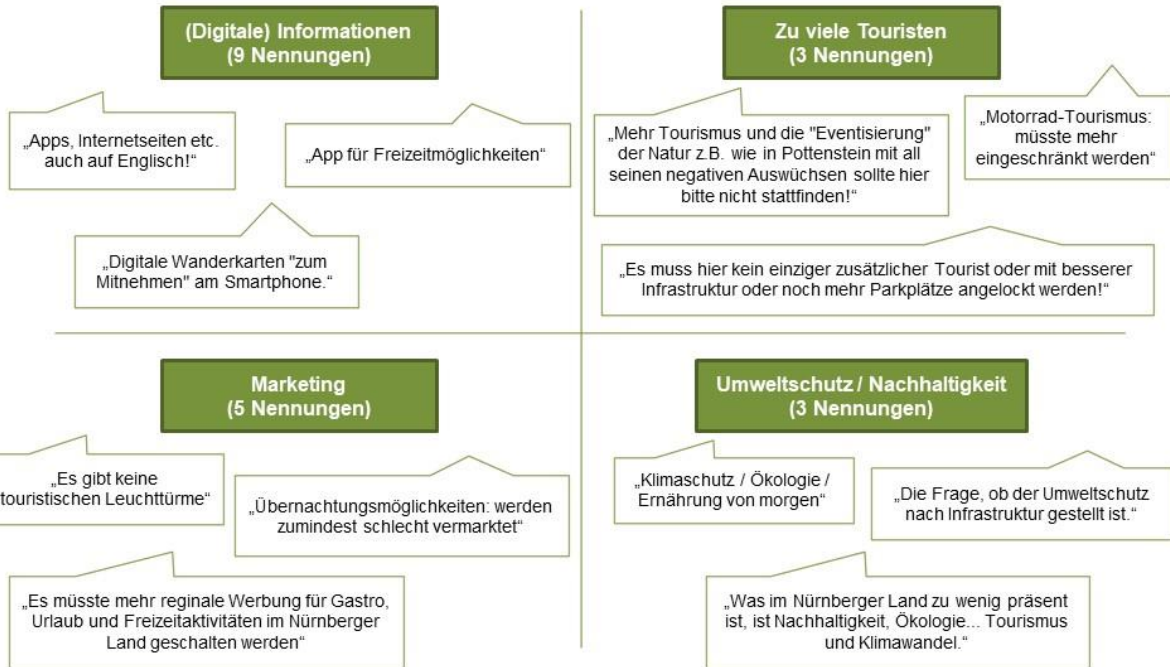 (Digitale) Informationen
(9 Nennungen)
„Apps, Internetseiten etc.
auch auf Englisch!“
„App für Freizeitmöglichkeiten“
„Digitale Wanderkarten "zum
Mitnehmen" am Smartphone.“
Zu viele Touristen
(3 Nennungen)
„Mehr Tourismus und die "Eventisierung"
der Natur z.B. wie in Pottenstein mit all
seinen negativen Auswüchsen sollte hier
bitte nicht stattfinden!“
„Motorrad-Tourismus:
müsste mehr
eingeschränkt werden“
„Es muss hier kein einziger zusätzlicher Tourist oder mit besserer
Infrastruktur oder noch mehr Parkplätze angelockt werden!“
Marketing
(5 Nennungen)
„Es gibt keine
touristischen Leuchttürme“
„Übernachtungsmöglichkeiten: werden
zumindest schlecht vermarktet“
„Es müsste mehr reginale Werbung für Gastro,
Urlaub und Freizeitaktivitäten im Nürnberger
Land geschalten werden“
Umweltschutz / Nachhaltigkeit
(3 Nennungen)
„Klimaschutz / Ökologie /
Ernährung von morgen“
„Die Frage, ob der Umweltschutz
nach Infrastruktur gestellt ist.“
„Was im Nürnberger Land zu wenig präsent
ist, ist Nachhaltigkeit, Ökologie... Tourismus
und Klimawandel.“